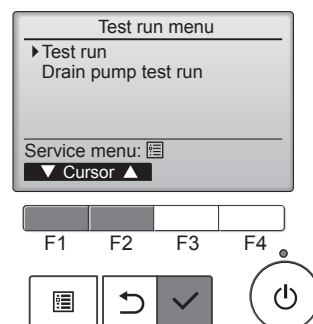 Test run menu
Test run
Drain pump test run
Service menu:
▼ Cursor ▲
F1 F2 F3 F4